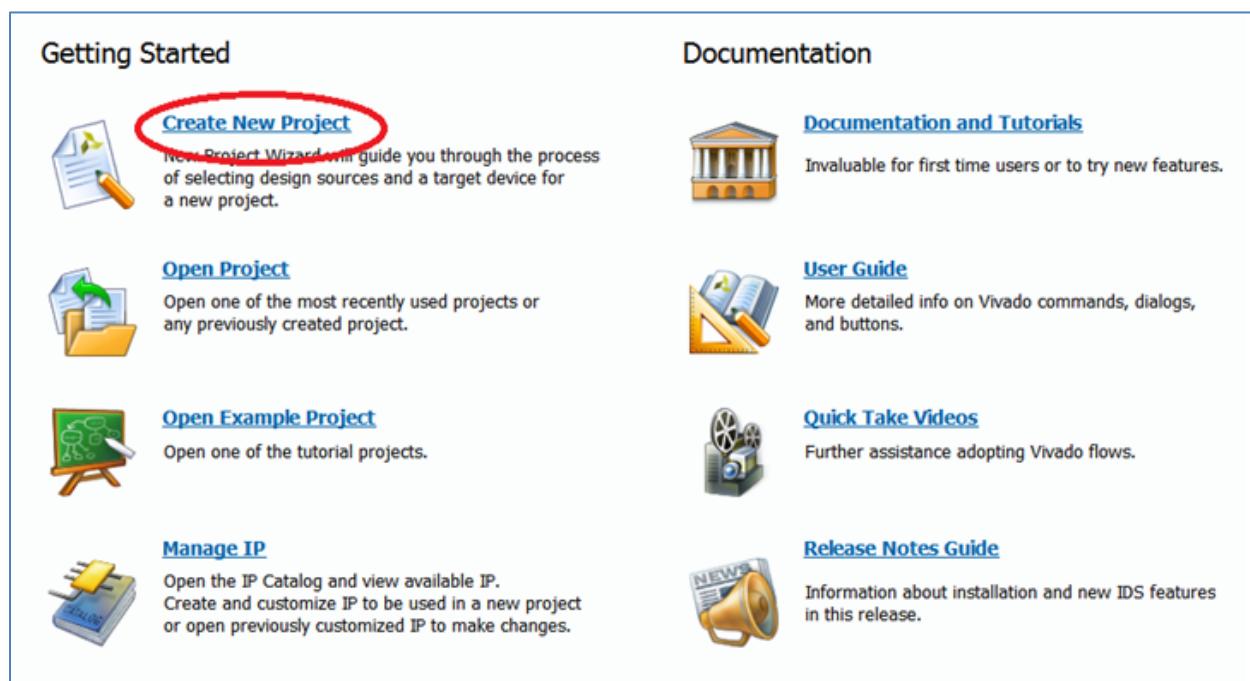 Getting Started
Create New Project
New Project Wizard will guide you through the process
of selecting design sources and a target device for
a new project.
Open Project
Open one of the most recently used projects or
any previously created project.
Open Example Project
Open one of the tutorial projects.
Manage IP
Open the IP Catalog and view available IP.
Create and customize IP to be used in a new project
or open previously customized IP to make changes.
CATALOG
Documentation
Documentation and Tutorials
Invaluable for first time users or to try new features.
User Guide
More detailed info on Vivado commands, dialogs,
and buttons.
Quick Take Videos
Further assistance adopting Vivado flows.
Release Notes Guide
Information about installation and new IDS features
in this release.
NEWS